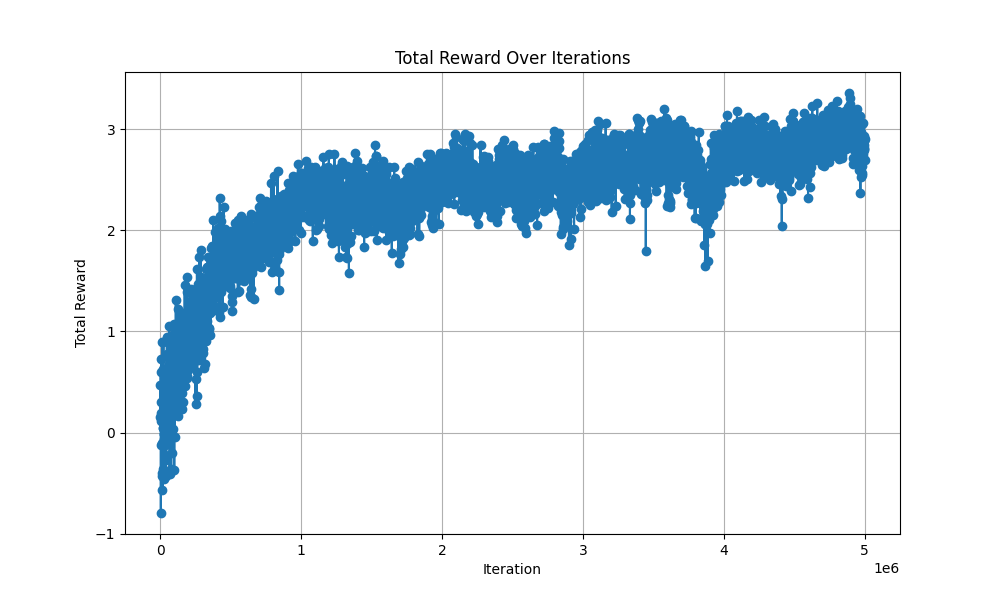 Total Reward Over Iterations
Total Reward
3
2
1
0
−1
0 1 2 3 4 5
1e6
Iteration